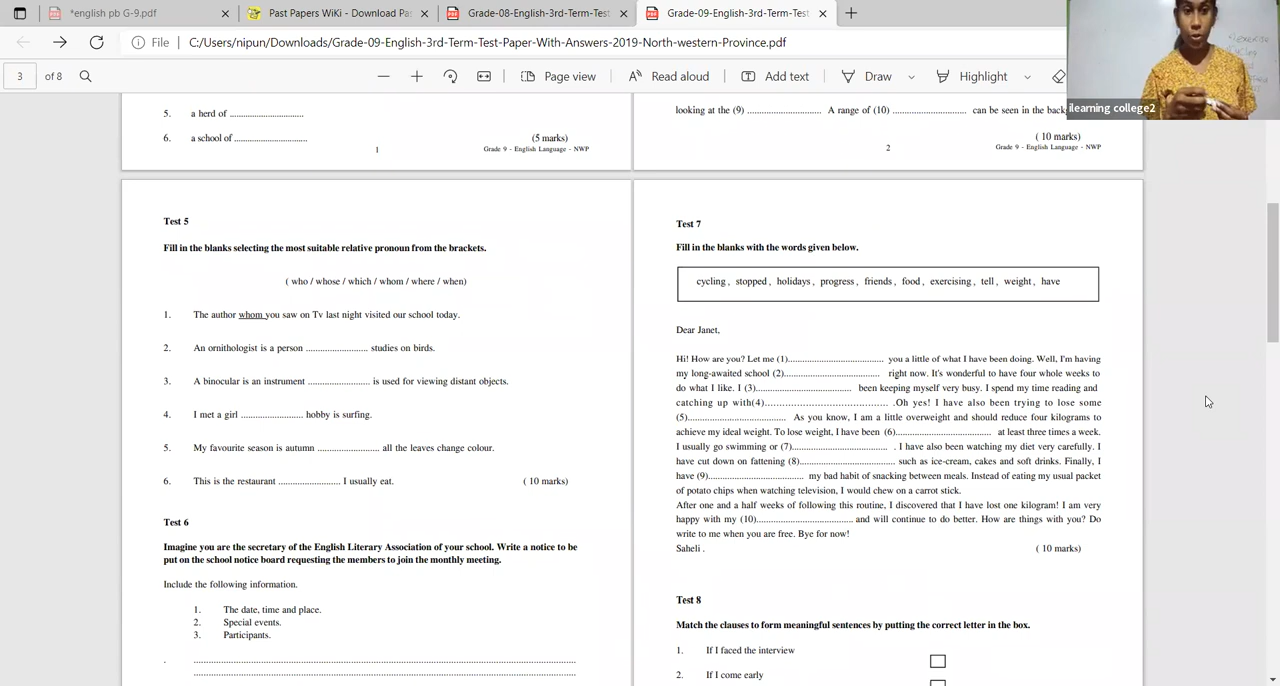 *english pb G-9.pdf
Past Papers WiKi - Download Pa
Grade-08-English-3rd-Term-Test
Grade-09-English-3rd-Term-Test
File
C:/Users/nipun/Downloads/Grade-09-English-3rd-Term-Test-Paper-With-Answers-2019-North-western-Province.pdf
3 of 8
Page view
Read aloud
Add text
Draw
Highlight
ilearning college2
5. a herd of ..............................
6. a school of ..............................
(5 marks)
1
Grade 9 - English Language - NWP
looking at the (9) .............................. A range of (10) .............................. can be seen in the back
( 10 marks)
2
Grade 9 - English Language - NWP
Test 5
Fill in the blanks selecting the most suitable relative pronoun from the brackets.
( who / whose / which / whom / where / when)
1. The author whom you saw on Tv last night visited our school today.
2. An ornithologist is a person ......................... studies on birds.
3. A binocular is an instrument ......................... is used for viewing distant objects.
4. I met a girl ......................... hobby is surfing.
5. My favourite season is autumn ......................... all the leaves change colour.
6. This is the restaurant ......................... I usually eat.
( 10 marks)
Test 6
Imagine you are the secretary of the English Literary Association of your school. Write a notice to be
put on the school notice board requesting the members to join the monthly meeting.
Include the following information.
1. The date, time and place.
2. Special events.
3. Participants.
Test 7
Fill in the blanks with the words given below.
cycling , stopped , holidays , progress , friends , food , exercising , tell , weight , have
Dear Janet,
Hi! How are you? Let me (1)...................................... you a little of what I have been doing. Well, I'm having
my long-awaited school (2)...................................... right now. It's wonderful to have four whole weeks to
do what I like. I (3)...................................... been keeping myself very busy. I spend my time reading and
catching up with(4)...................................... .Oh yes! I have also been trying to lose some
(5)...................................... As you know, I am a little overweight and should reduce four kilograms to
achieve my ideal weight. To lose weight, I have been (6)...................................... at least three times a week.
I usually go swimming or (7)...................................... . I have also been watching my diet very carefully. I
have cut down on fattening (8)...................................... such as ice-cream, cakes and soft drinks. Finally, I
have (9)...................................... my bad habit of snacking between meals. Instead of eating my usual packet
of potato chips when watching television, I would chew on a carrot stick.
After one and a half weeks of following this routine, I discovered that I have lost one kilogram! I am very
happy with my (10)...................................... and will continue to do better. How are things with you? Do
write to me when you are free. Bye for now!
Saheli .
( 10 marks)
Test 8
Match the clauses to form meaningful sentences by putting the correct letter in the box.
1. If I faced the interview
2. If I come early